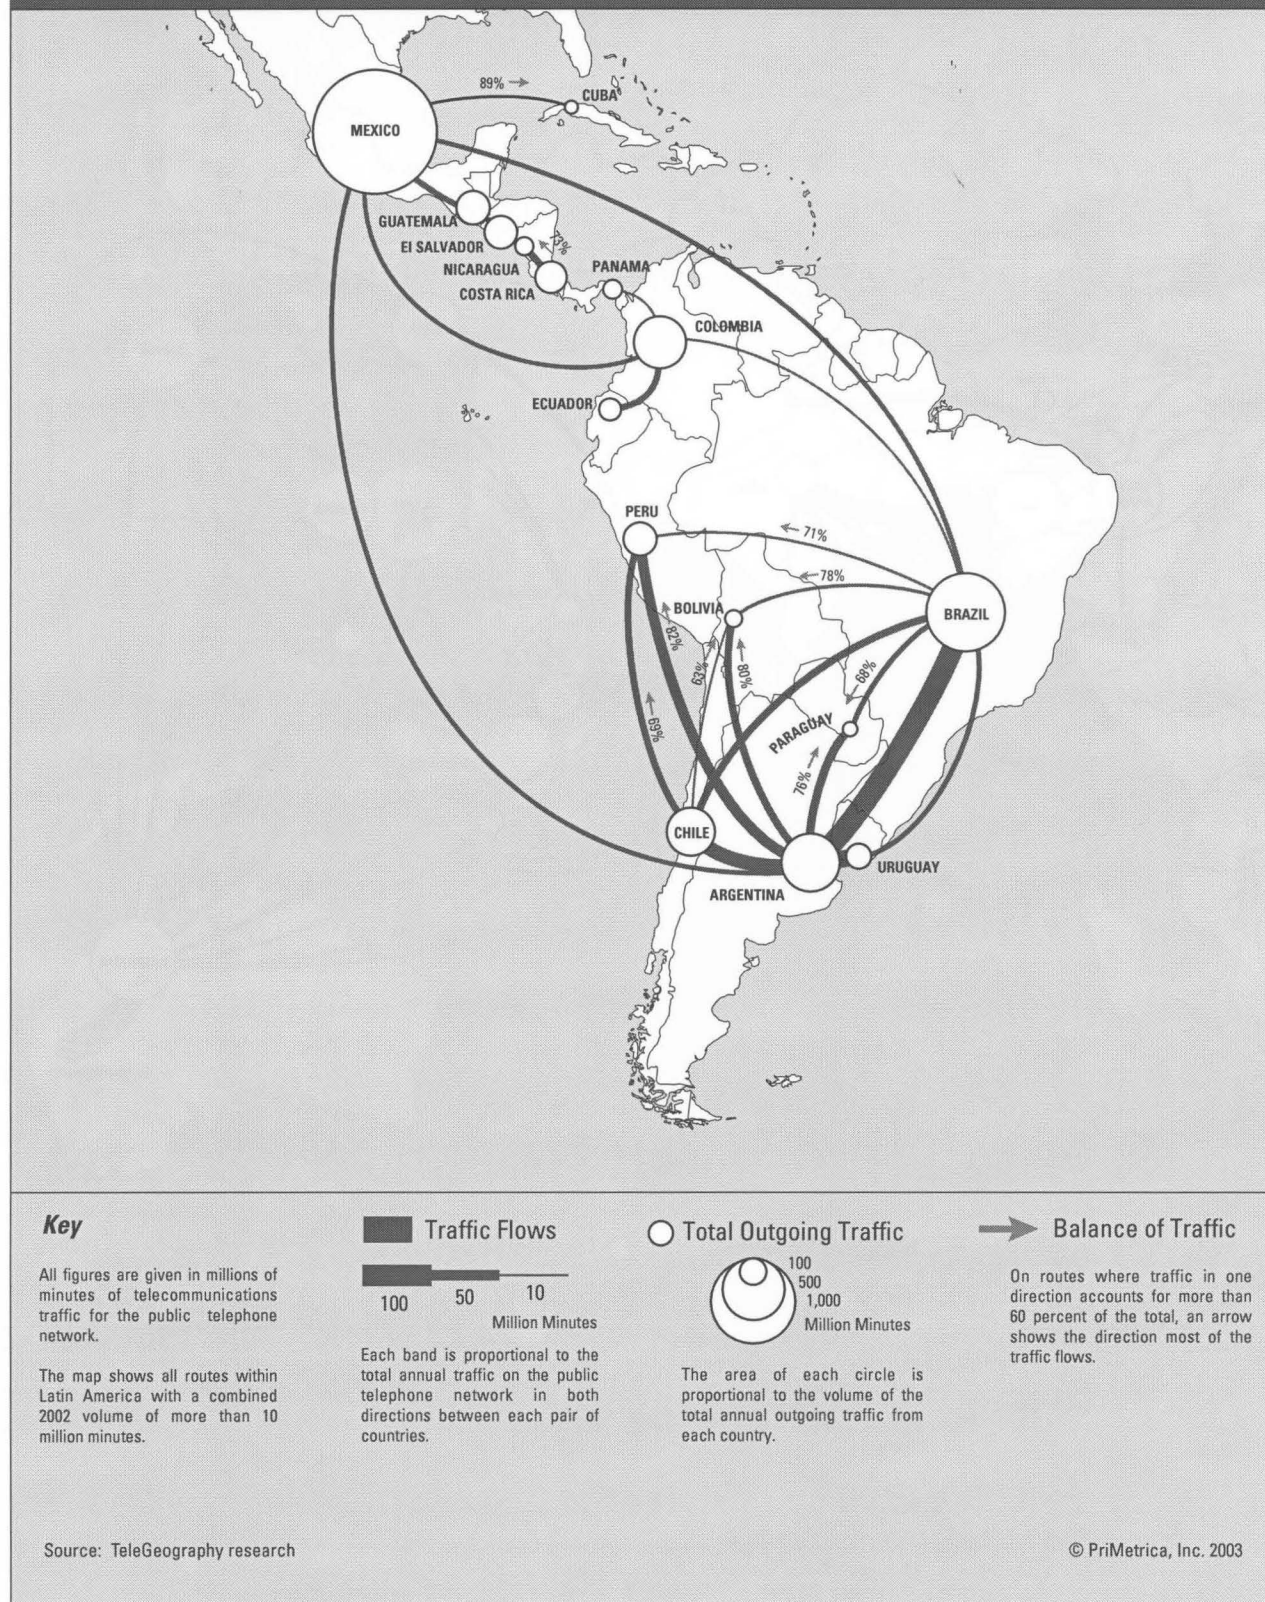 89%
CUBA
MEXICO
GUATEMALA
El SALVADOR
73%
NICARAGUA
PANAMA
COSTA RICA
COLOMBIA
ECUADOR
PERU
71%
78%
BOLIVIA
BRAZIL
82%
63%
80%
68%
69%
PARAGUAY
76%
CHILE
URUGUAY
ARGENTINA
Key
All figures are given in millions of
minutes of telecommunications
traffic for the public telephone
network.
The map shows all routes within
Latin America with a combined
2002 volume of more than 10
million minutes.
Traffic Flows
100
50
10
Million Minutes
Each band is proportional to the
total annual traffic on the public
telephone network in both
directions between each pair of
countries.
Total Outgoing Traffic
100
500
1,000
Million Minutes
The area of each circle is
proportional to the volume of the
total annual outgoing traffic from
each country.
Balance of Traffic
On routes where traffic in one
direction accounts for more than
60 percent of the total, an arrow
shows the direction most of the
traffic flows.
Source: TeleGeography research
© PriMetrica, Inc. 2003